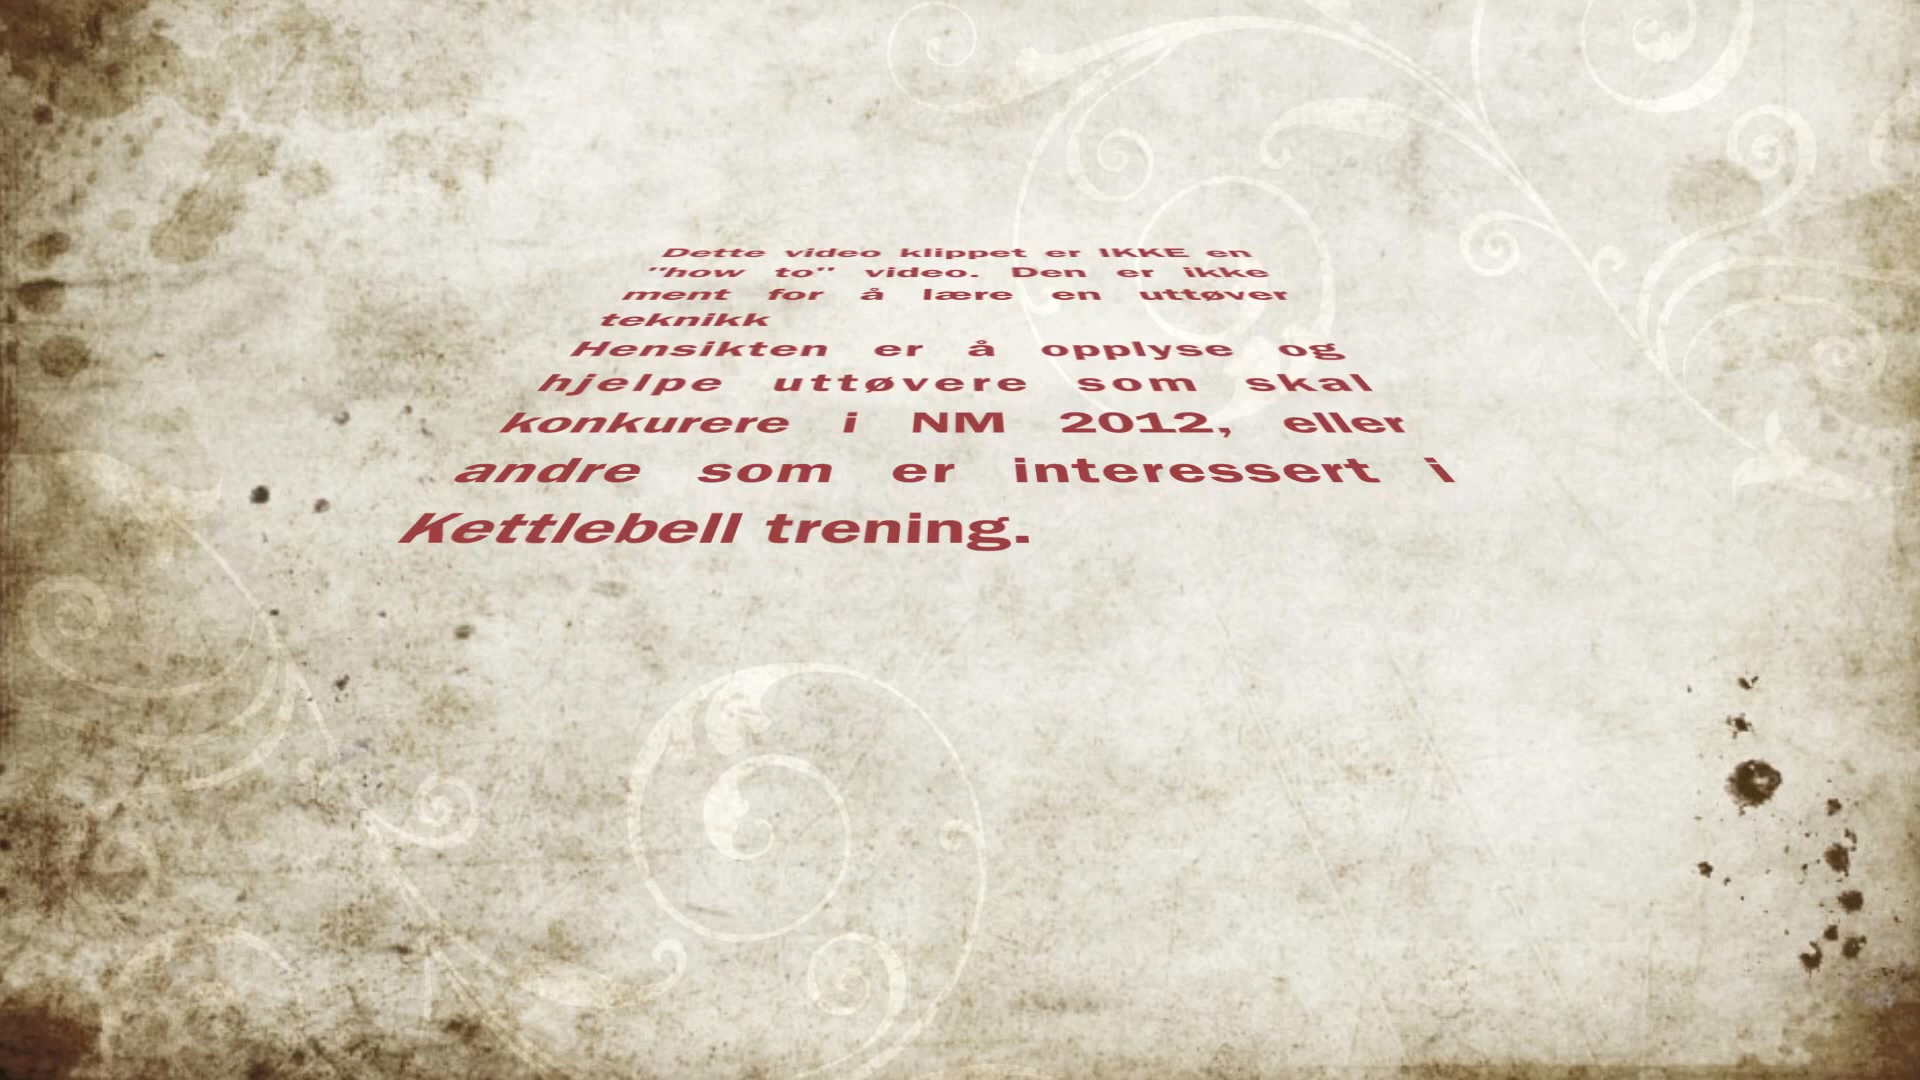 Dette video klippet er IKKE en
"how to" video. Den er ikke
ment for å lære en uttøver
teknikk
Hensikten er å opplyse og
hjelpe uttøvere som skal
konkurere i NM 2012, eller
andre som er interessert i
Kettlebell trening.